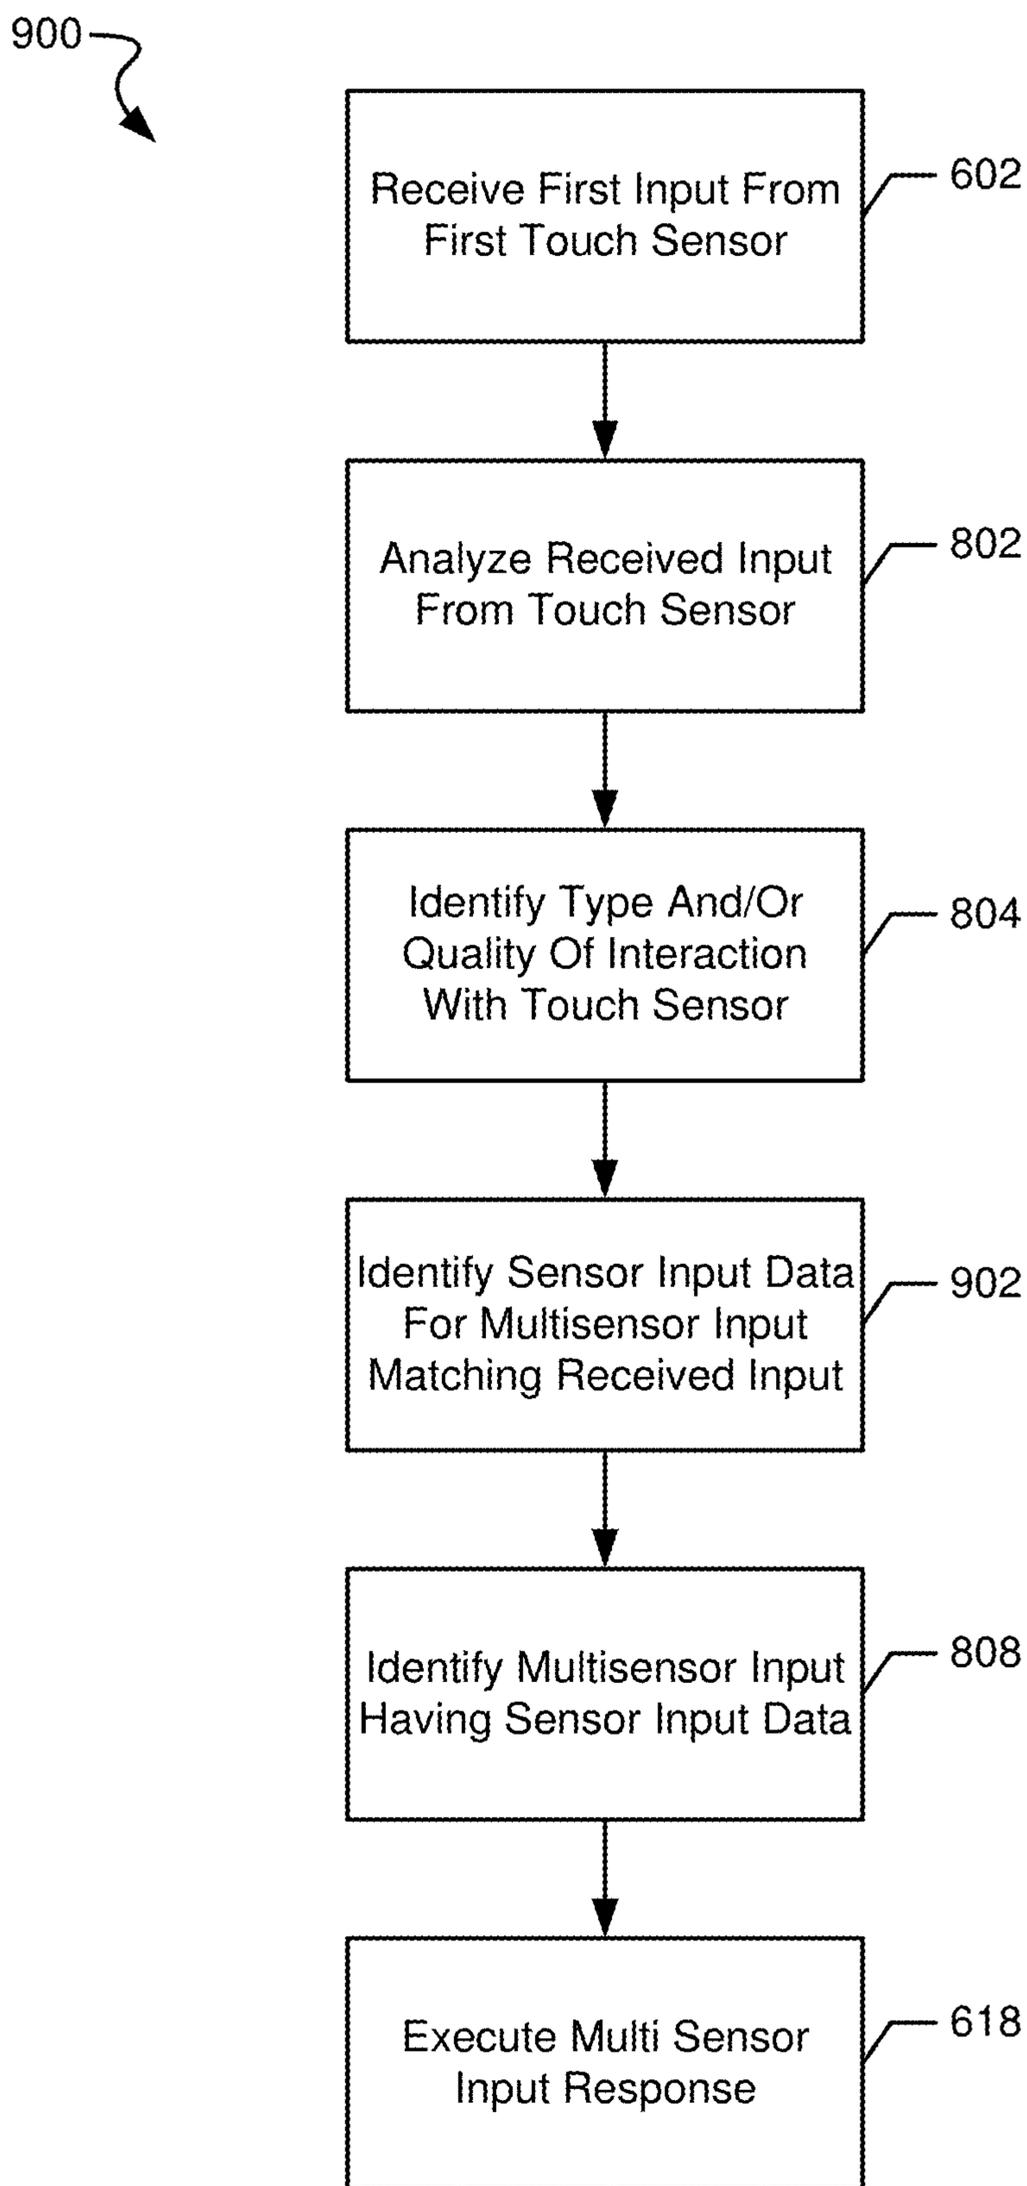 900
Receive First Input From
First Touch Sensor
602
Analyze Received Input
From Touch Sensor
802
Identify Type And/Or
Quality Of Interaction
With Touch Sensor
804
Identify Sensor Input Data
For Multisensor Input
Matching Received Input
902
Identify Multisensor Input
Having Sensor Input Data
808
Execute Multi Sensor
Input Response
618